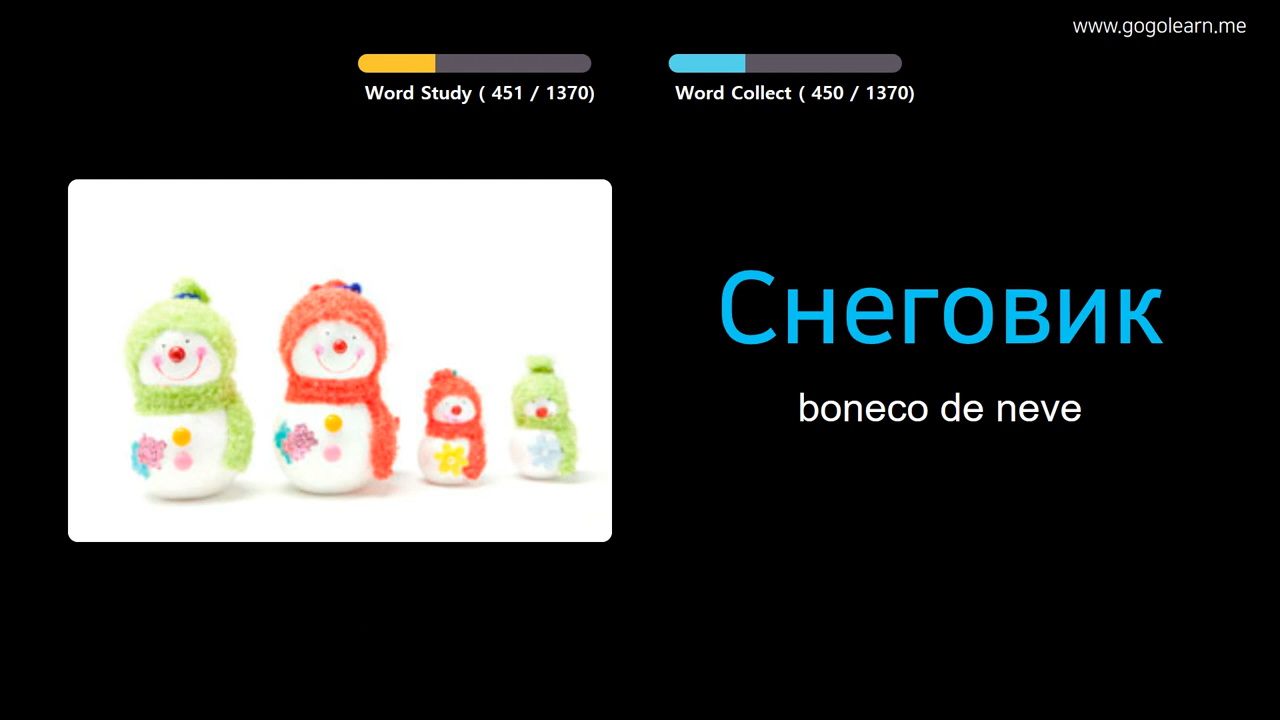 www.gogolearn.me
Word Study ( 451 / 1370)
Word Collect ( 450 / 1370)
Снеговик
boneco de neve